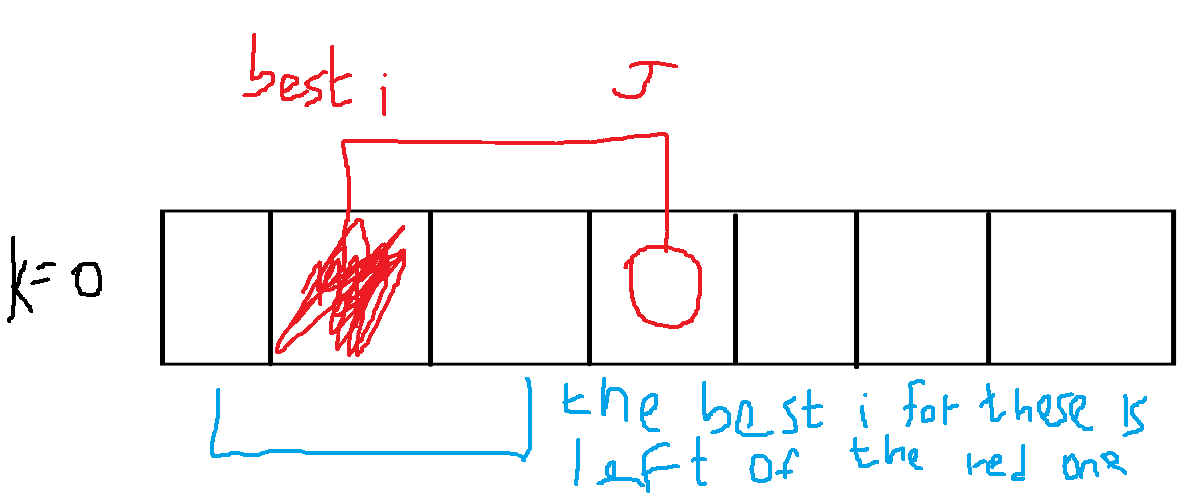 best i
J
k=0
the best i for these is
left of the red one